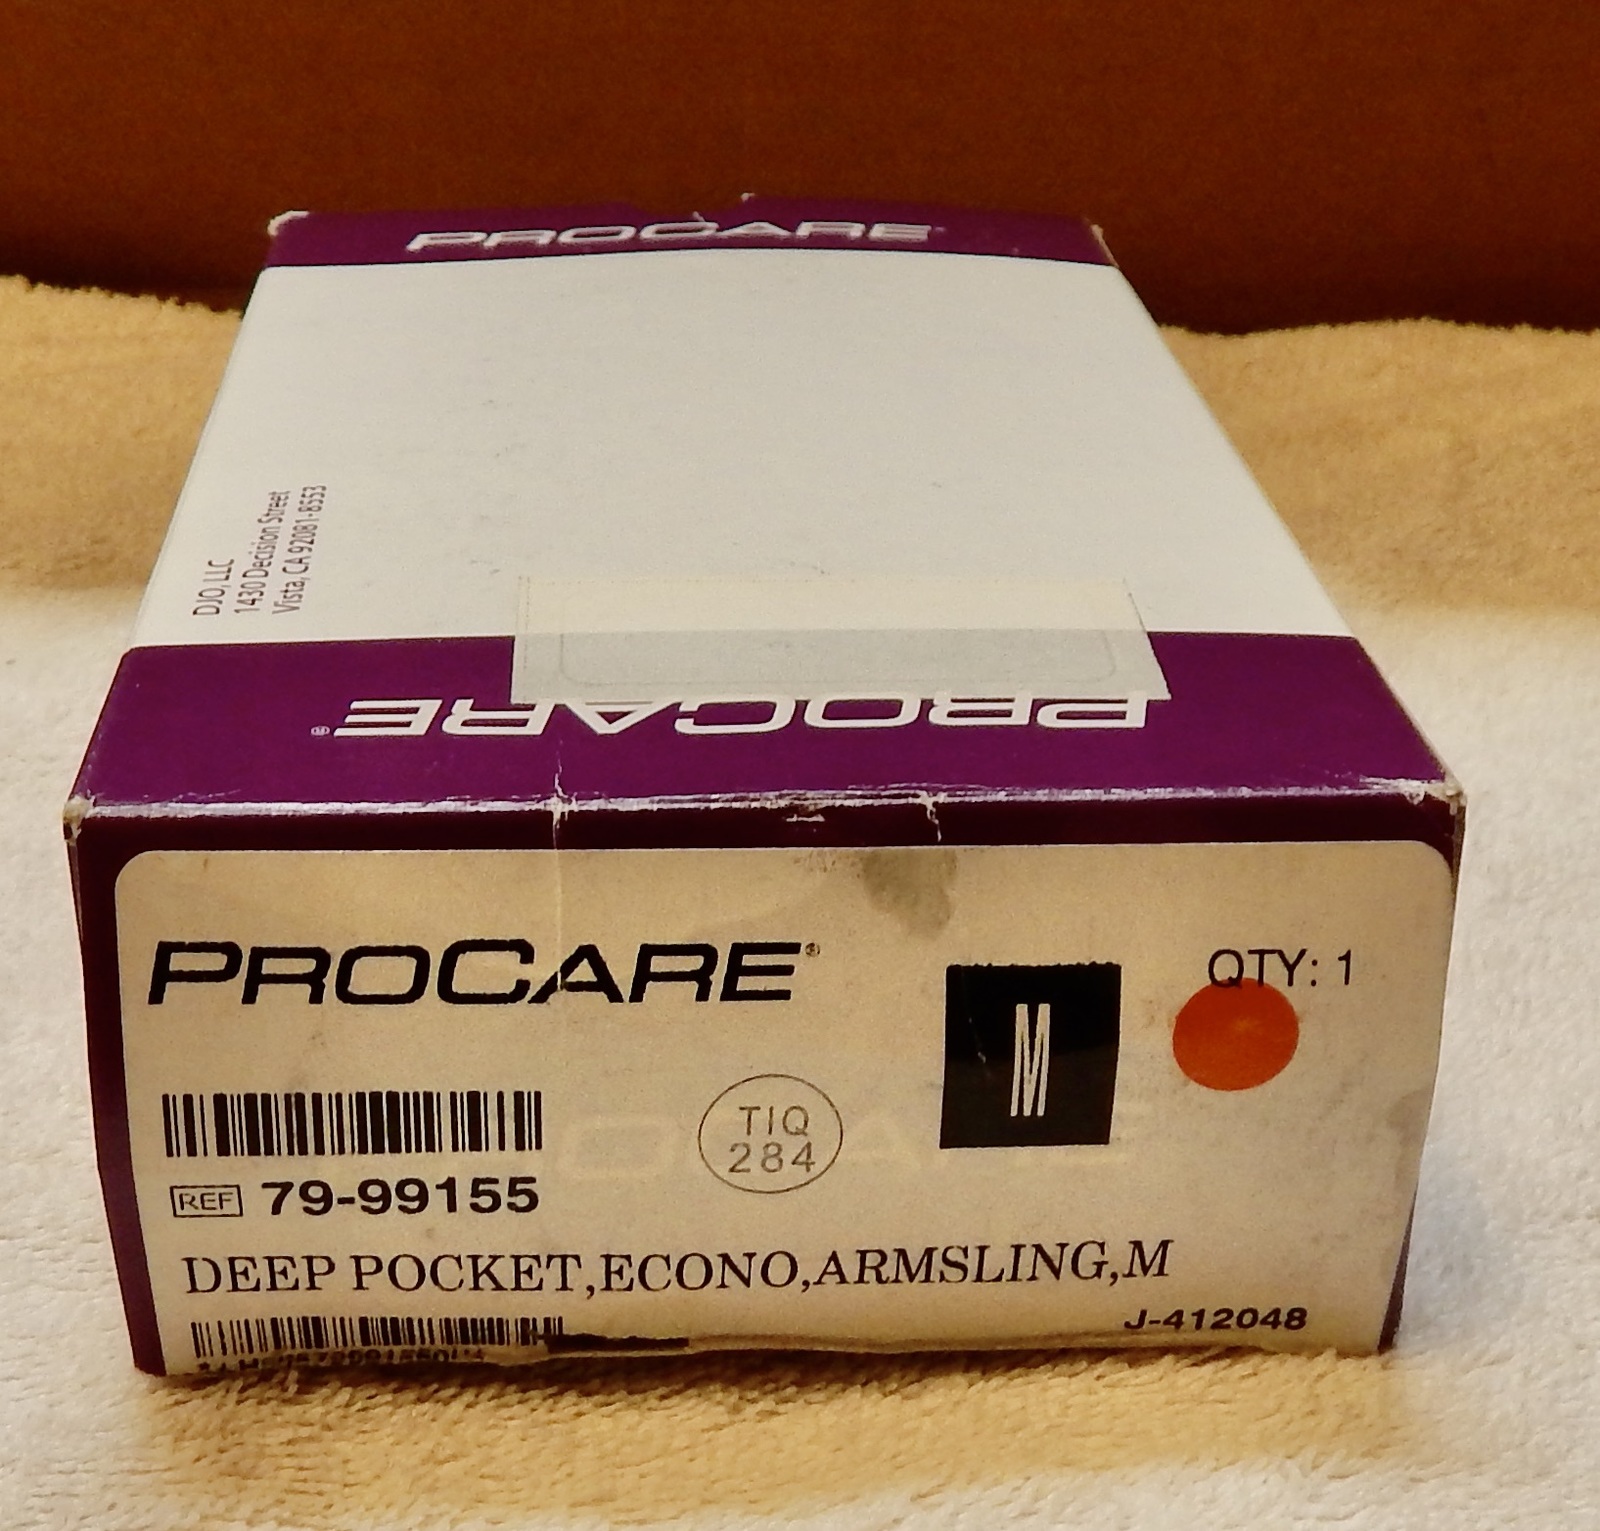 PROCARE
DJO, LLC
1430 Decision Street
Vista, CA 92081-8553
PROCARE®
PROCARE®
M
QTY: 1
TIQ
284
REF 79-99155
DEEP POCKET,ECONO,ARMSLING,M
J-412048